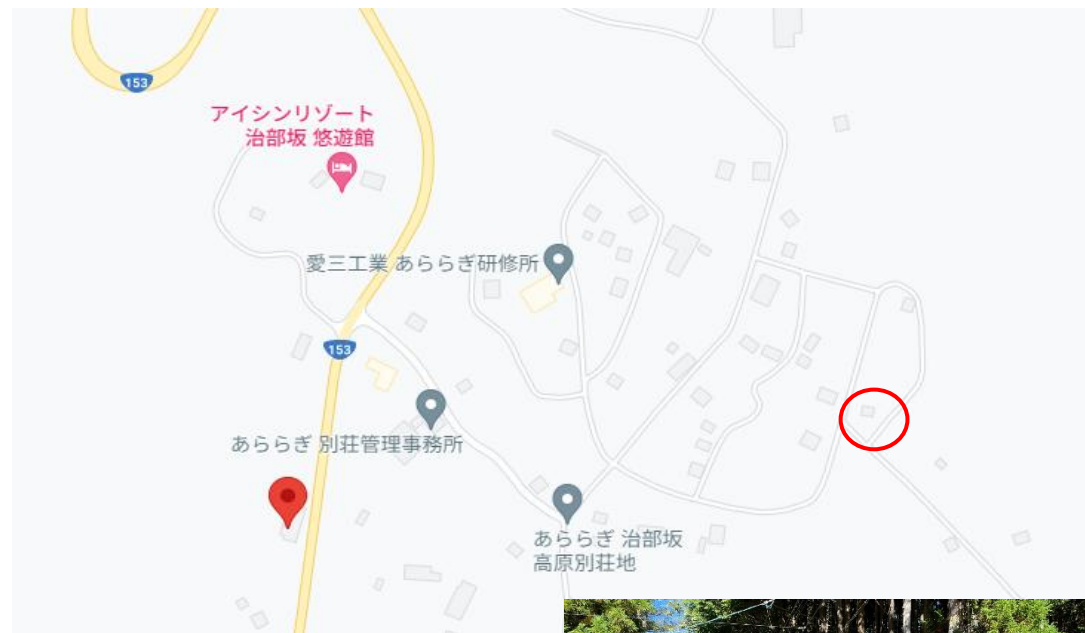 153
アイシンリゾート
治部坂 悠遊館
愛三工業 あららぎ研修所
153
あららぎ 別荘管理事務所
あららぎ 治部坂
高原別荘地